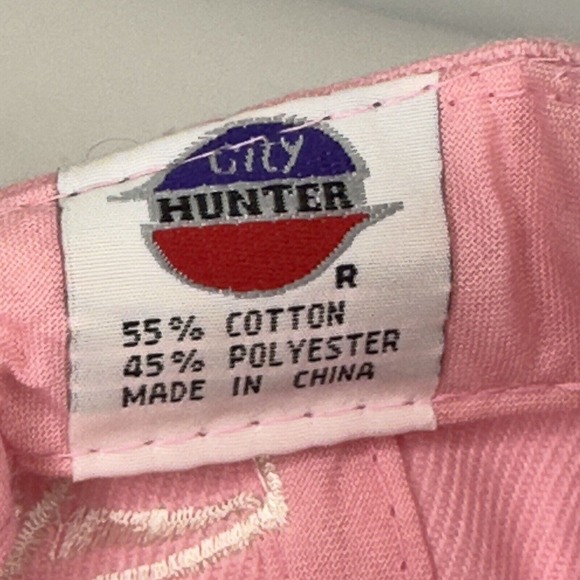 City
HUNTER
R
55% COTTON
45% POLYESTER
MADE IN CHINA